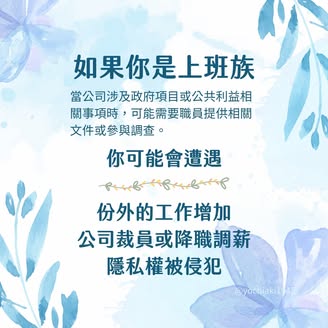 如果你是上班族
當公司涉及政府項目或公共利益相
關事項時，可能需要職員提供相關
文件或參與調查。
你可能會遭遇
份外的工作增加
公司裁員或降職調薪
隱私權被侵犯